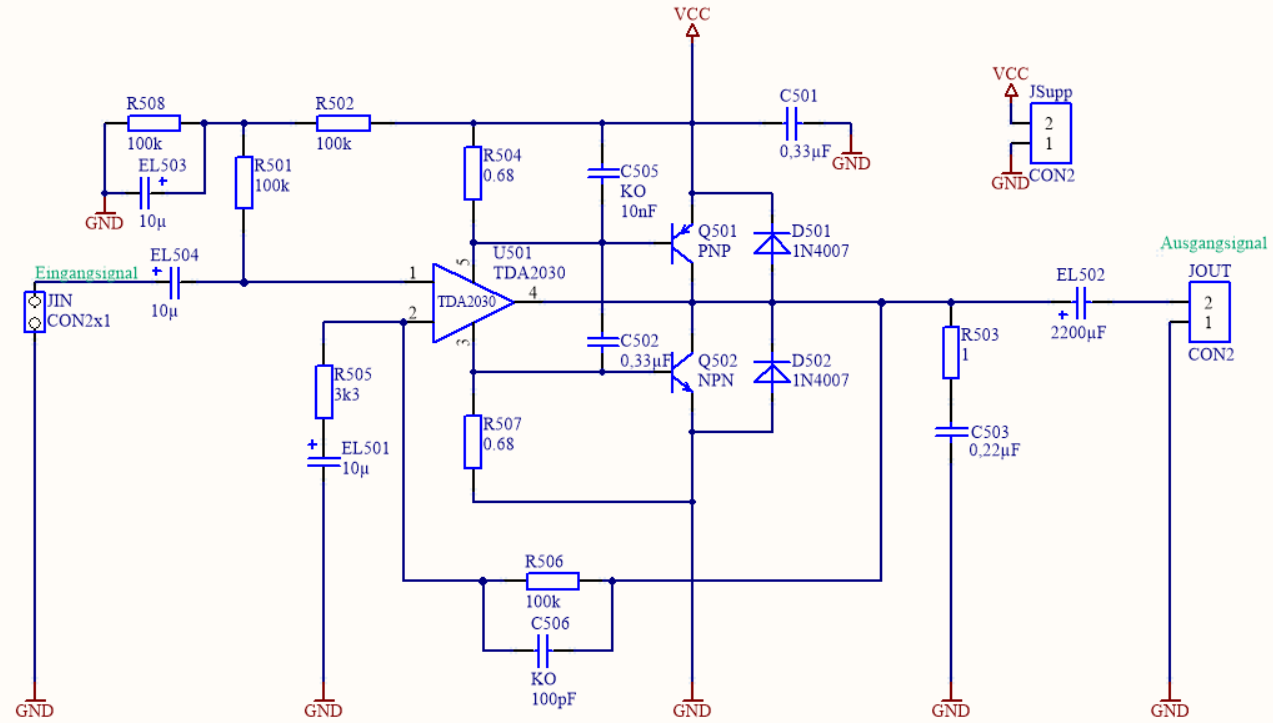 VCC
R508
100k
EL503
+
10µ
GND
R502
100k
R501
100k
R504
0.68
C505
KO
10nF
C501
0,33µF
GND
VCC
JSupp
2
1
GND
CON2
EL504
+
10µ
Eingangsignal
JIN
CON2x1
1
2
5
3
4
U501
TDA2030
TDA2030
Q501
PNP
D501
1N4007
C502
0,33µF
Q502
NPN
D502
1N4007
R505
3k3
+
EL501
10µ
R507
0.68
R503
1
C503
0,22µF
EL502
+
2200µF
Ausgangsignal
JOUT
2
1
CON2
R506
100k
C506
KO
100pF
GND
GND
GND
GND
GND